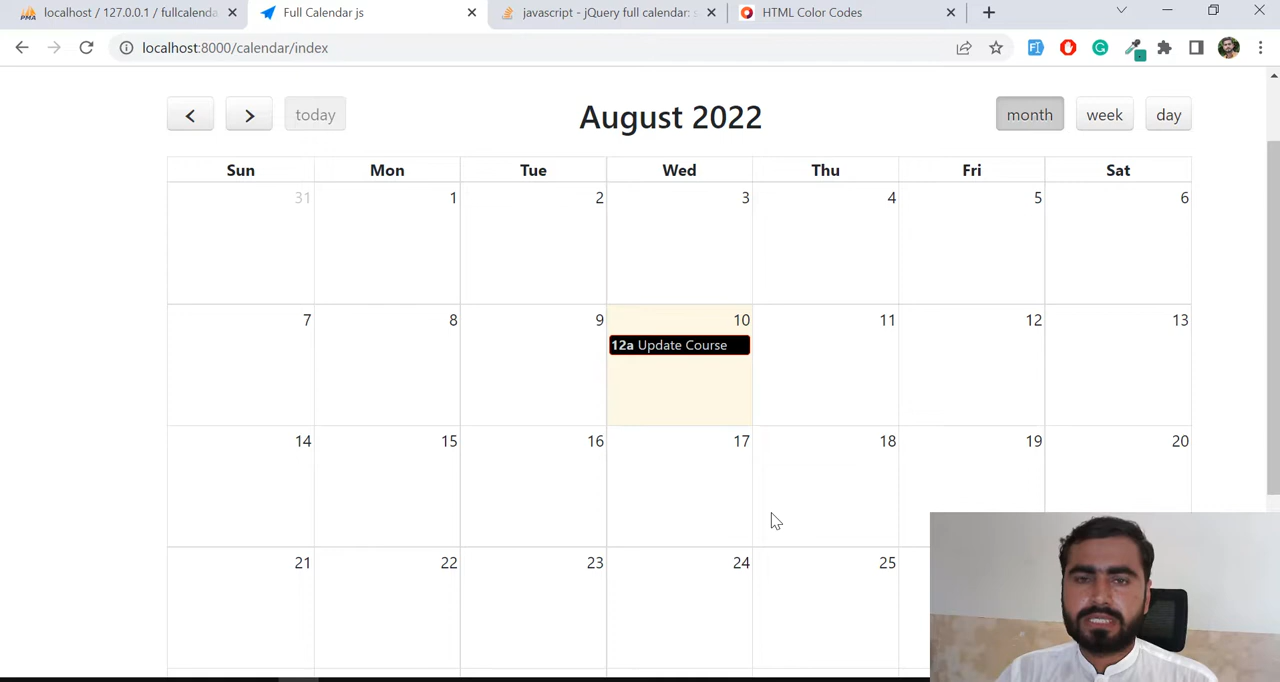 localhost / 127.0.0.1 / fullcalenda
Full Calendar js
javascript - jQuery full calendar: s
HTML Color Codes
localhost:8000/calendar/index
today
August 2022
month
week
day
Sun Mon Tue Wed Thu Fri Sat
31 1 2 3 4 5 6
7 8 9 10 11 12 13
12a Update Course
14 15 16 17 18 19 20
21 22 23 24 25